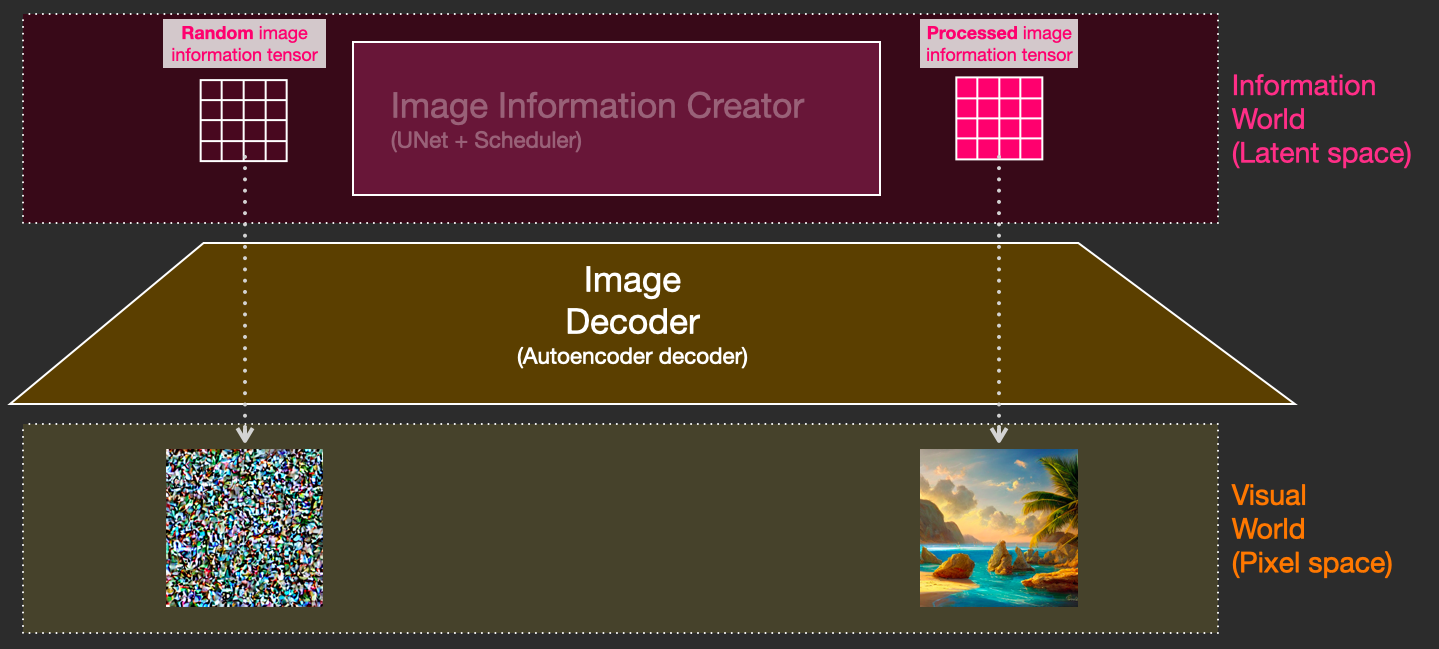 Random image
information tensor
Processed image
information tensor
Image Information Creator
(UNet + Scheduler)
Information
World
(Latent space)
Image
Decoder
(Autoencoder decoder)
Visual
World
(Pixel space)